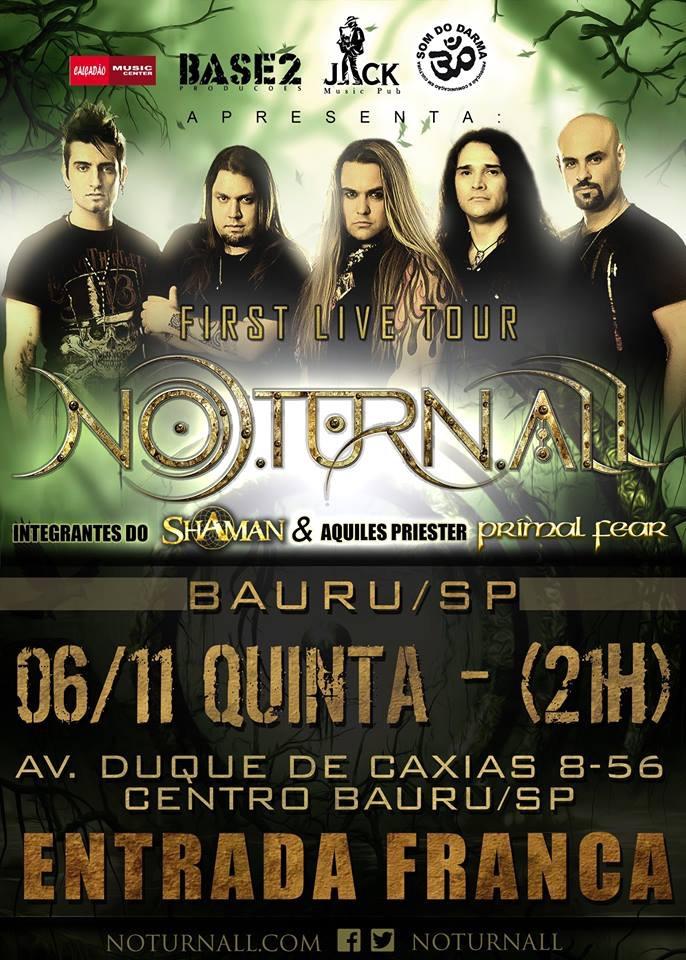 CALÇADÃO MUSIC CENTER
BASE2 PRODUCOES
JACK Music Pub
SOM DO DARMA
APRESENTA:
FIRST LIVE TOUR
NOTURNALL
INTEGRANTES DO SHAMAN & AQUILES PRIESTER PRIMAL FEAR
BAURU/SP
06/11 QUINTA - (21H)
AV. DUQUE DE CAXIAS 8-56
CENTRO BAURU/SP
ENTRADA FRANCA
NOTURNALL.COM NOTURNALL